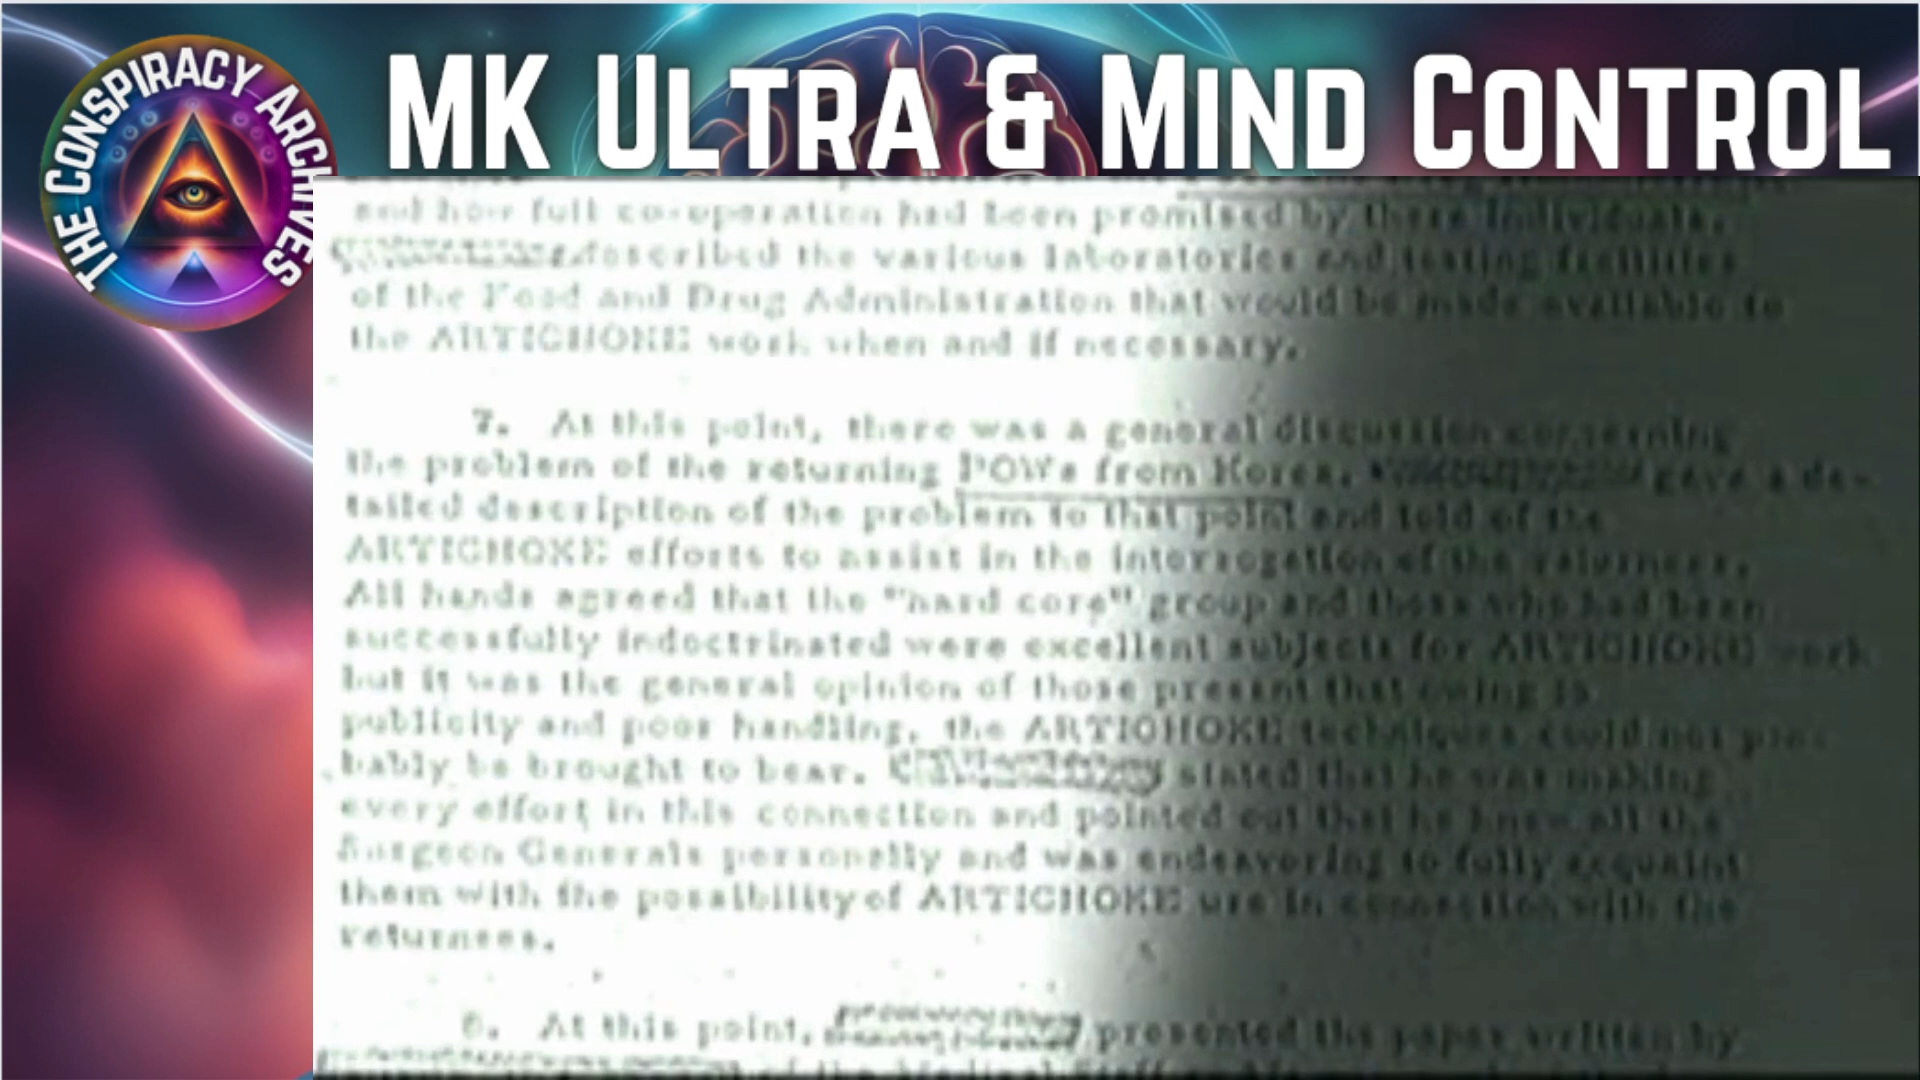 THE CONSPIRACY ARCHIVES
MK ULTRA & MIND CONTROL
and how full co-operation had been promised by these individuals.
described the various laboratories and testing facilities
of the Food and Drug Administration that would be made available to
the ARTICHOKE work when and if necessary.
7. At this point, there was a general discussion concerning
the problem of the returning POWs from Korea. gave a de-
tailed description of the problem to that point and told of the
ARTICHOKE efforts to assist in the interrogation of the returnees.
All hands agreed that the "hard core" group and those who had been
successfully indoctrinated were excellent subjects for ARTICHOKE work
but it was the general opinion of those present that owing to
publicity and poor handling, the ARTICHOKE techniques could not pro-
bably be brought to bear. stated that he was making
every effort in this connection and pointed out that he knew all the
Surgeon Generals personally and was endeavoring to fully acquaint
them with the possibility of ARTICHOKE use in connection with the
returnees.
8. At this point, presented the paper written by
of the Medical